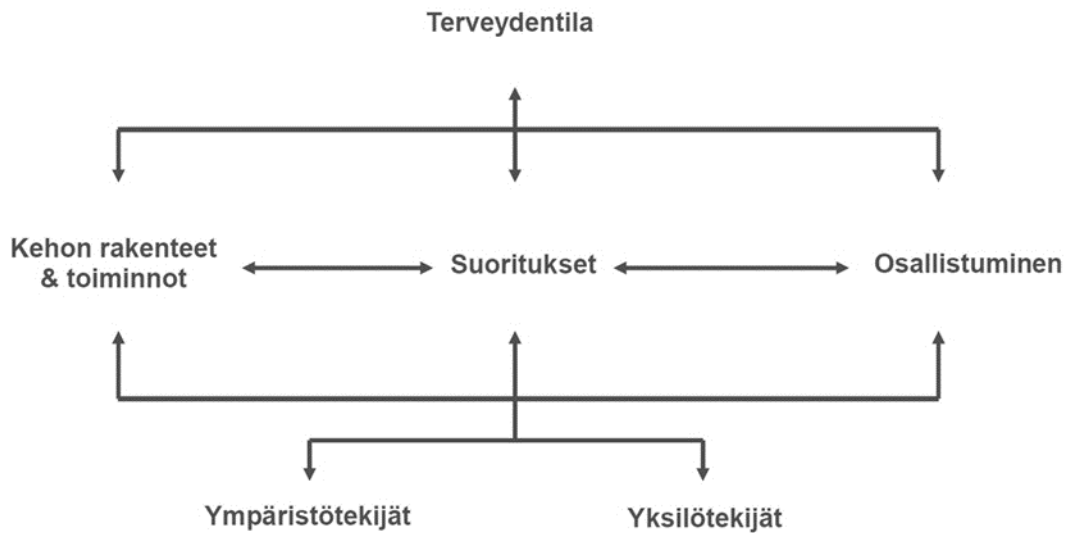 Terveydentila
Kehon rakenteet
& toiminnot
Suoritukset
Osallistuminen
Ympäristötekijät
Yksilötekijät